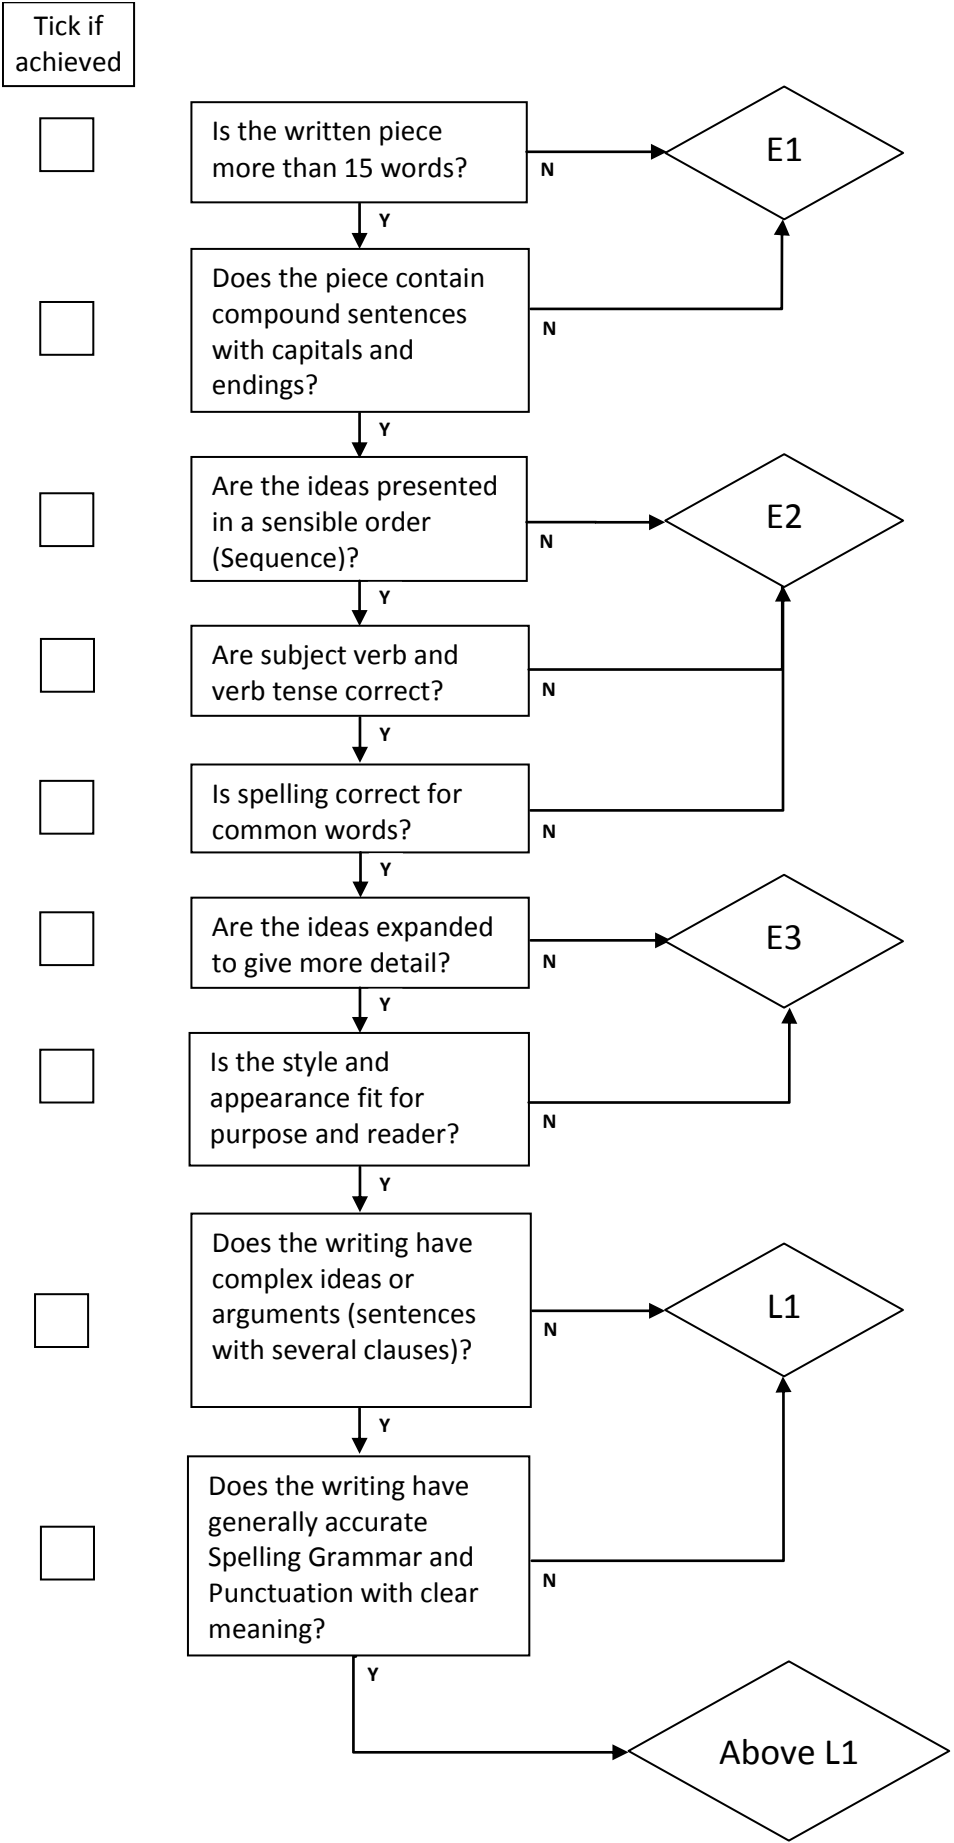 Tick if
achieved
Is the written piece
more than 15 words?
N
E1
Y
Does the piece contain
compound sentences
with capitals and
endings?
N
Y
Are the ideas presented
in a sensible order
(Sequence)?
N
E2
Y
Are subject verb and
verb tense correct?
N
Y
Is spelling correct for
common words?
N
Y
Are the ideas expanded
to give more detail?
N
E3
Y
Is the style and
appearance fit for
purpose and reader?
N
Y
Does the writing have
complex ideas or
arguments (sentences
with several clauses)?
N
L1
Y
Does the writing have
generally accurate
Spelling Grammar and
Punctuation with clear
meaning?
N
Y
Above L1